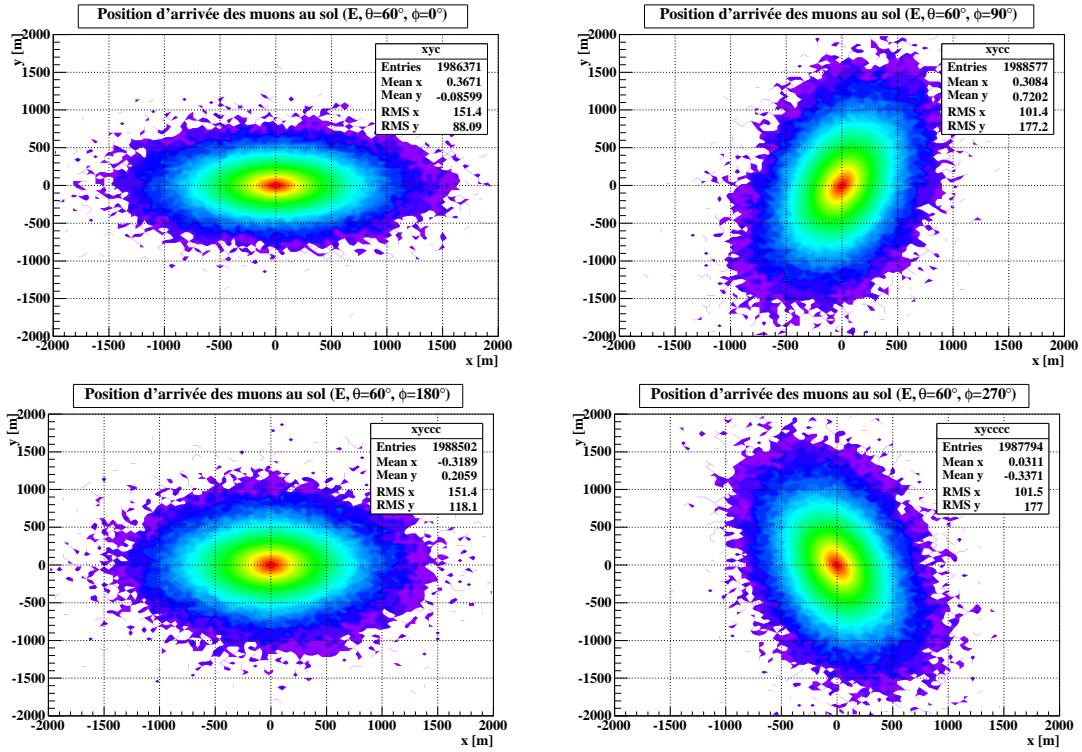 Position d'arrivée des muons au sol (E, θ=60°, ϕ=0°)
y [m]
2000
1500
1000
500
0
-500
-1000
-1500
-2000
-2000 -1500 -1000 -500 0 500 1000 1500 2000
x [m]
xyc
Entries 1986371
Mean x 0.3671
Mean y -0.08599
RMS x 151.4
RMS y 88.09
Position d'arrivée des muons au sol (E, θ=60°, ϕ=90°)
y [m]
2000
1500
1000
500
0
-500
-1000
-1500
-2000
-2000 -1500 -1000 -500 0 500 1000 1500 2000
x [m]
xycc
Entries 1988577
Mean x 0.3084
Mean y 0.7202
RMS x 101.4
RMS y 177.2
Position d'arrivée des muons au sol (E, θ=60°, ϕ=180°)
y [m]
2000
1500
1000
500
0
-500
-1000
-1500
-2000
-2000 -1500 -1000 -500 0 500 1000 1500 2000
x [m]
xyccc
Entries 1988502
Mean x -0.3189
Mean y 0.2059
RMS x 151.4
RMS y 118.1
Position d'arrivée des muons au sol (E, θ=60°, ϕ=270°)
y [m]
2000
1500
1000
500
0
-500
-1000
-1500
-2000
-2000 -1500 -1000 -500 0 500 1000 1500 2000
x [m]
xycccc
Entries 1987794
Mean x 0.0311
Mean y -0.3371
RMS x 101.5
RMS y 177